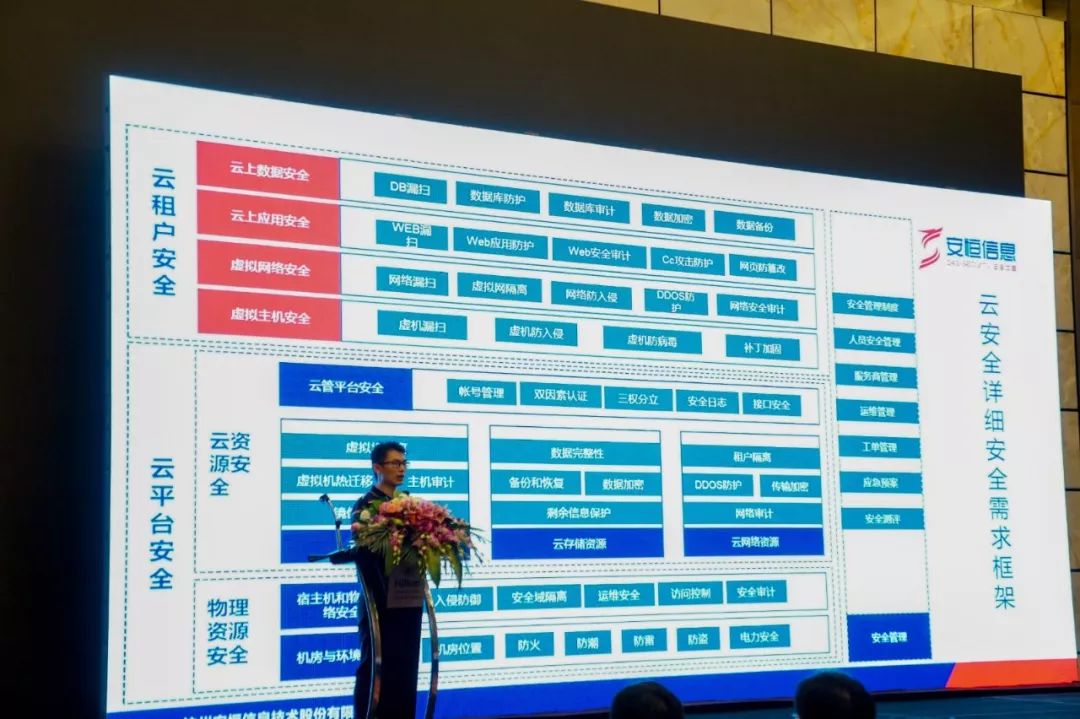 云租户安全
云上数据安全
DB漏扫
数据库防护
数据库审计
数据加密
数据备份
云上应用安全
WEB漏
扫
Web应用防护
Web安全审计
Cc攻击防护
网页防篡改
虚拟网络安全
网络漏扫
虚拟网隔离
网络防入侵
DDOS防
护
网络安全审计
虚拟主机安全
虚机漏扫
虚机防入侵
虚机防病毒
补丁加固
云平台安全
云资
源安
全
云管平台安全
帐号管理
双因素认证
三权分立
安全日志
接口安全
虚拟
虚拟机热迁移
主机审计
镜像
云
数据完整性
备份和恢复
数据加密
剩余信息保护
云存储资源
租户隔离
DDOS防护
传输加密
网络审计
云网络资源
物理
资源
安全
宿主机和物
络安全
入侵防御
安全域隔离
运维安全
访问控制
安全审计
机房与环境
机房位置
防火
防潮
防雷
防盗
电力安全
安全管理制度
人员安全管理
服务商管理
运维管理
工单管理
应急预案
安全测评
安全管理
安恒信息
云安全详细安全需求框架
杭州安恒信息技术股份有限
Hilton